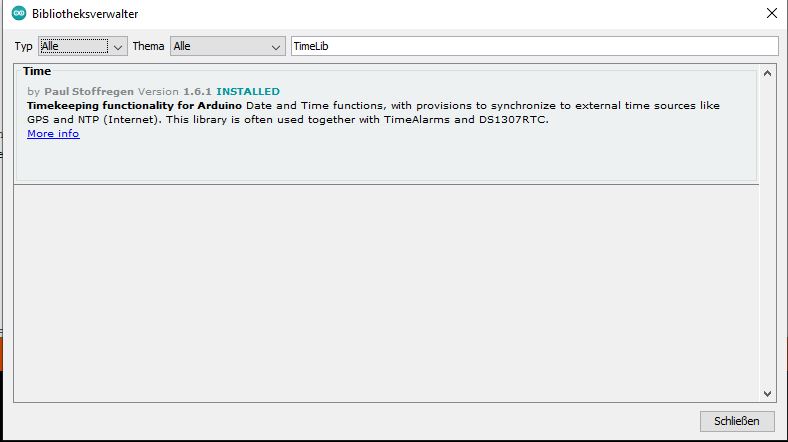 Bibliotheksverwalter
Typ Alle Thema Alle TimeLib
Time
by Paul Stoffregen Version 1.6.1 INSTALLED
Timekeeping functionality for Arduino Date and Time functions, with provisions to synchronize to external time sources like
GPS and NTP (Internet). This library is often used together with TimeAlarms and DS1307RTC.
More info
Schließen